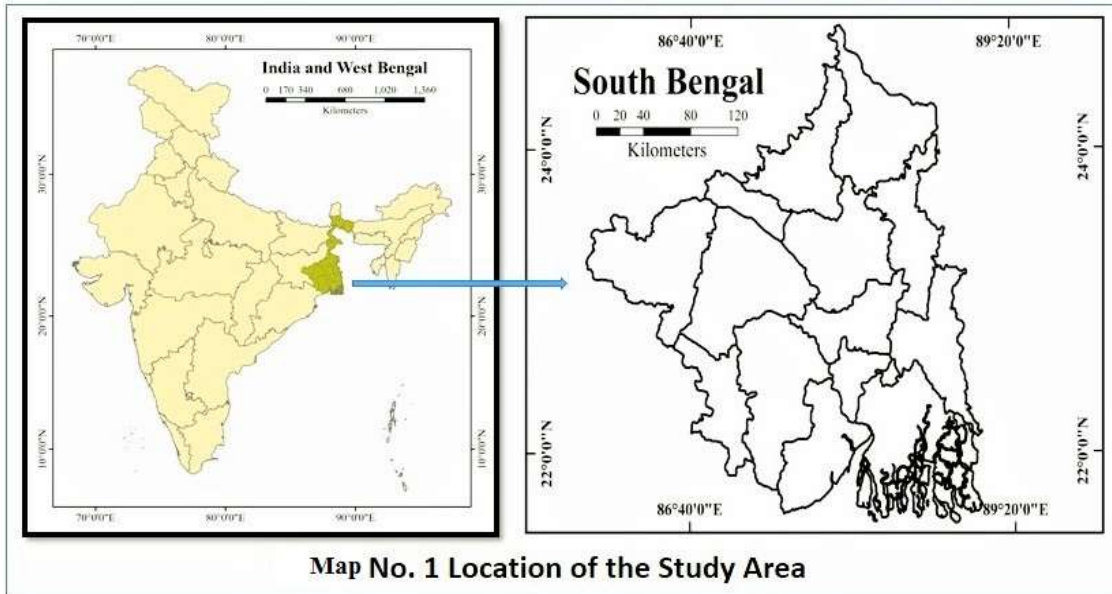 70°0'0"E 80°0'0"E 90°0'0"E
India and West Bengal
0 170 340 680 1,020 1,360
Kilometers
30°0'0"N
20°0'0"N
10°0'0"N
30°0'0"N
20°0'0"N
10°0'0"N
70°0'0"E 80°0'0"E 90°0'0"E
86°40'0"E 89°20'0"E
South Bengal
0 20 40 80 120
Kilometers
24°0'0"N
22°0'0"N
24°0'0"N
22°0'0"N
86°40'0"E 89°20'0"E
Map No. 1 Location of the Study Area